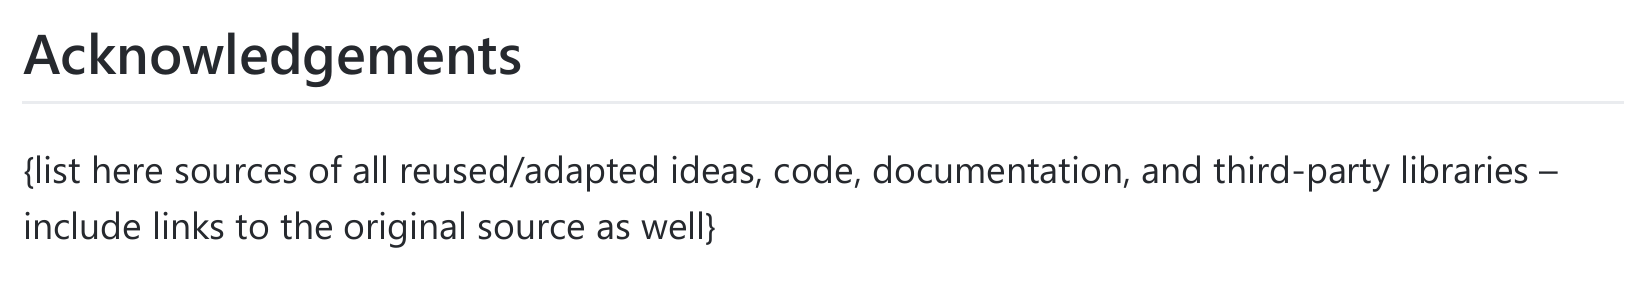 Acknowledgements
{list here sources of all reused/adapted ideas, code, documentation, and third-party libraries –
include links to the original source as well}